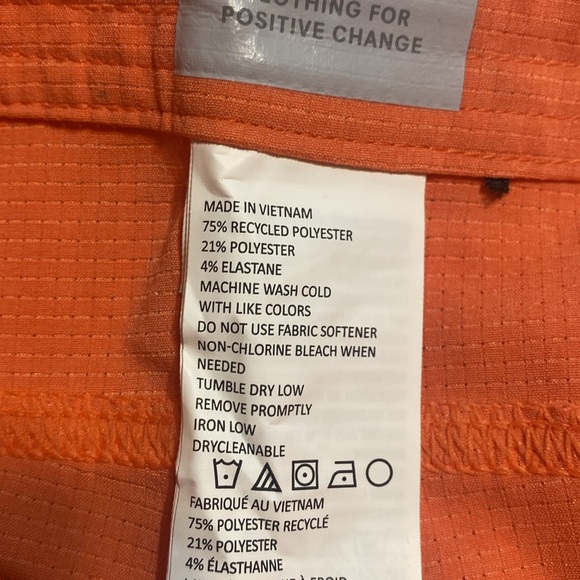 CLOTHING FOR
POSITIVE CHANGE
MADE IN VIETNAM
75% RECYCLED POLYESTER
21% POLYESTER
4% ELASTANE
MACHINE WASH COLD
WITH LIKE COLORS
DO NOT USE FABRIC SOFTENER
NON-CHLORINE BLEACH WHEN
NEEDED
TUMBLE DRY LOW
REMOVE PROMPTLY
IRON LOW
DRYCLEANABLE
FABRIQUÉ AU VIETNAM
75% POLYESTER RECYCLÉ
21% POLYESTER
4% ÉLASTHANNE
À FROID